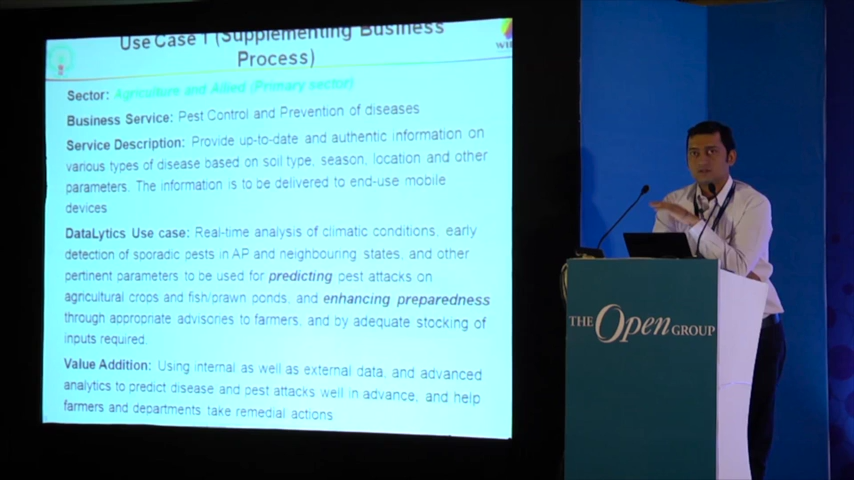 Use Case 1 (Supplementing Business
Process)
Sector: Agriculture and Allied (Primary sector)
Business Service: Pest Control and Prevention of diseases
Service Description: Provide up-to-date and authentic information on
various types of disease based on soil type, season, location and other
parameters. The information is to be delivered to end-use mobile
devices
DataLytics Use case: Real-time analysis of climatic conditions, early
detection of sporadic pests in AP and neighbouring states, and other
pertinent parameters to be used for predicting pest attacks on
agricultural crops and fish/prawn ponds, and enhancing preparedness
through appropriate advisories to farmers, and by adequate stocking of
inputs required.
Value Addition: Using internal as well as external data, and advanced
analytics to predict disease and pest attacks well in advance, and help
farmers and departments take remedial actions
THE Open GROUP